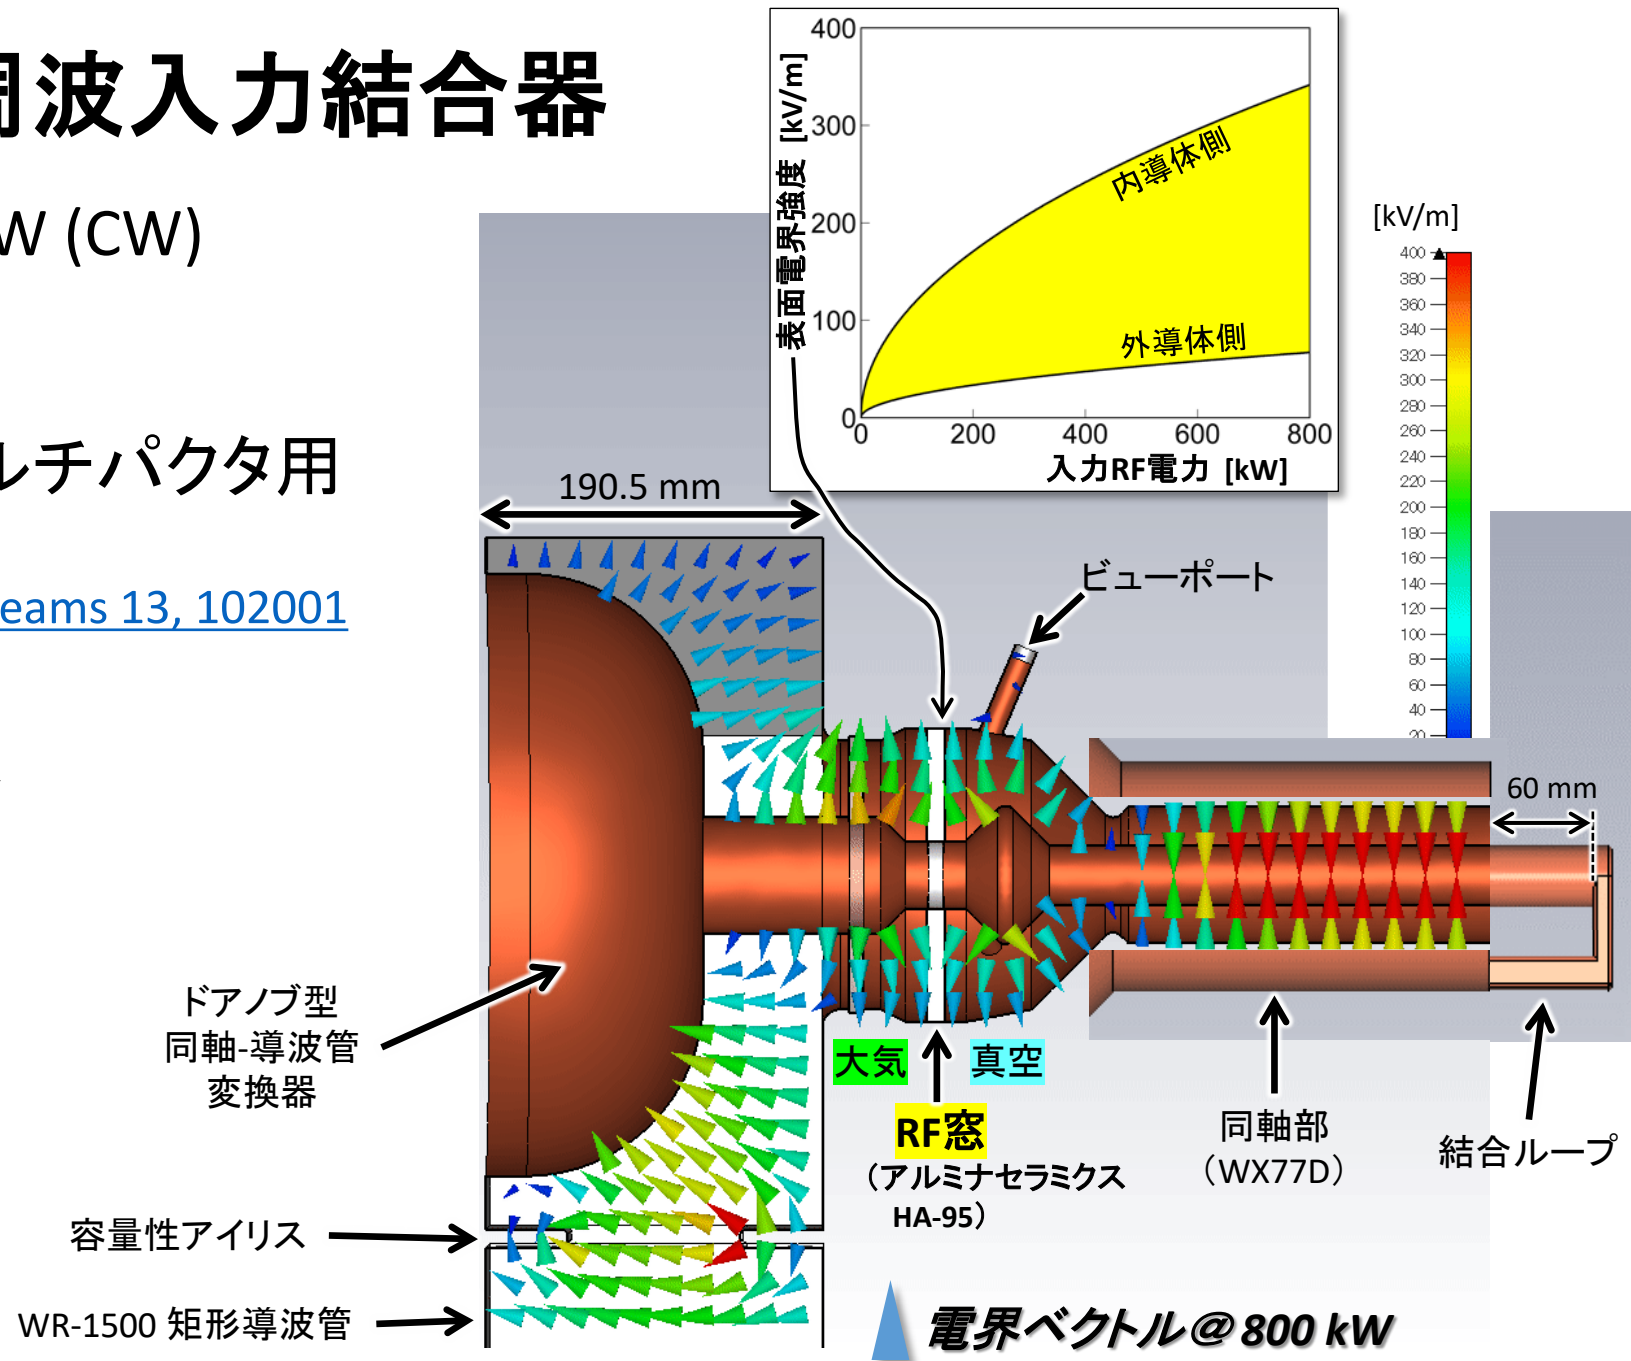 周波入力結合器
W (CW)
ルチパクタ用
eams 13, 102001
表面電界強度 [kV/m]
400
300
200
100
0
0 200 400 600 800
入力RF電力 [kW]
内導体側
外導体側
[kV/m]
400
380
360
340
320
300
280
260
240
220
200
180
160
140
120
100
80
60
40
20
190.5 mm
ビューポート
60 mm
ドアノブ型
同軸-導波管
変換器
大気 真空
RF窓
（アルミナセラミクス
HA-95）
同軸部
（WX77D）
結合ループ
容量性アイリス
WR-1500 矩形導波管
電界ベクトル＠800 kW